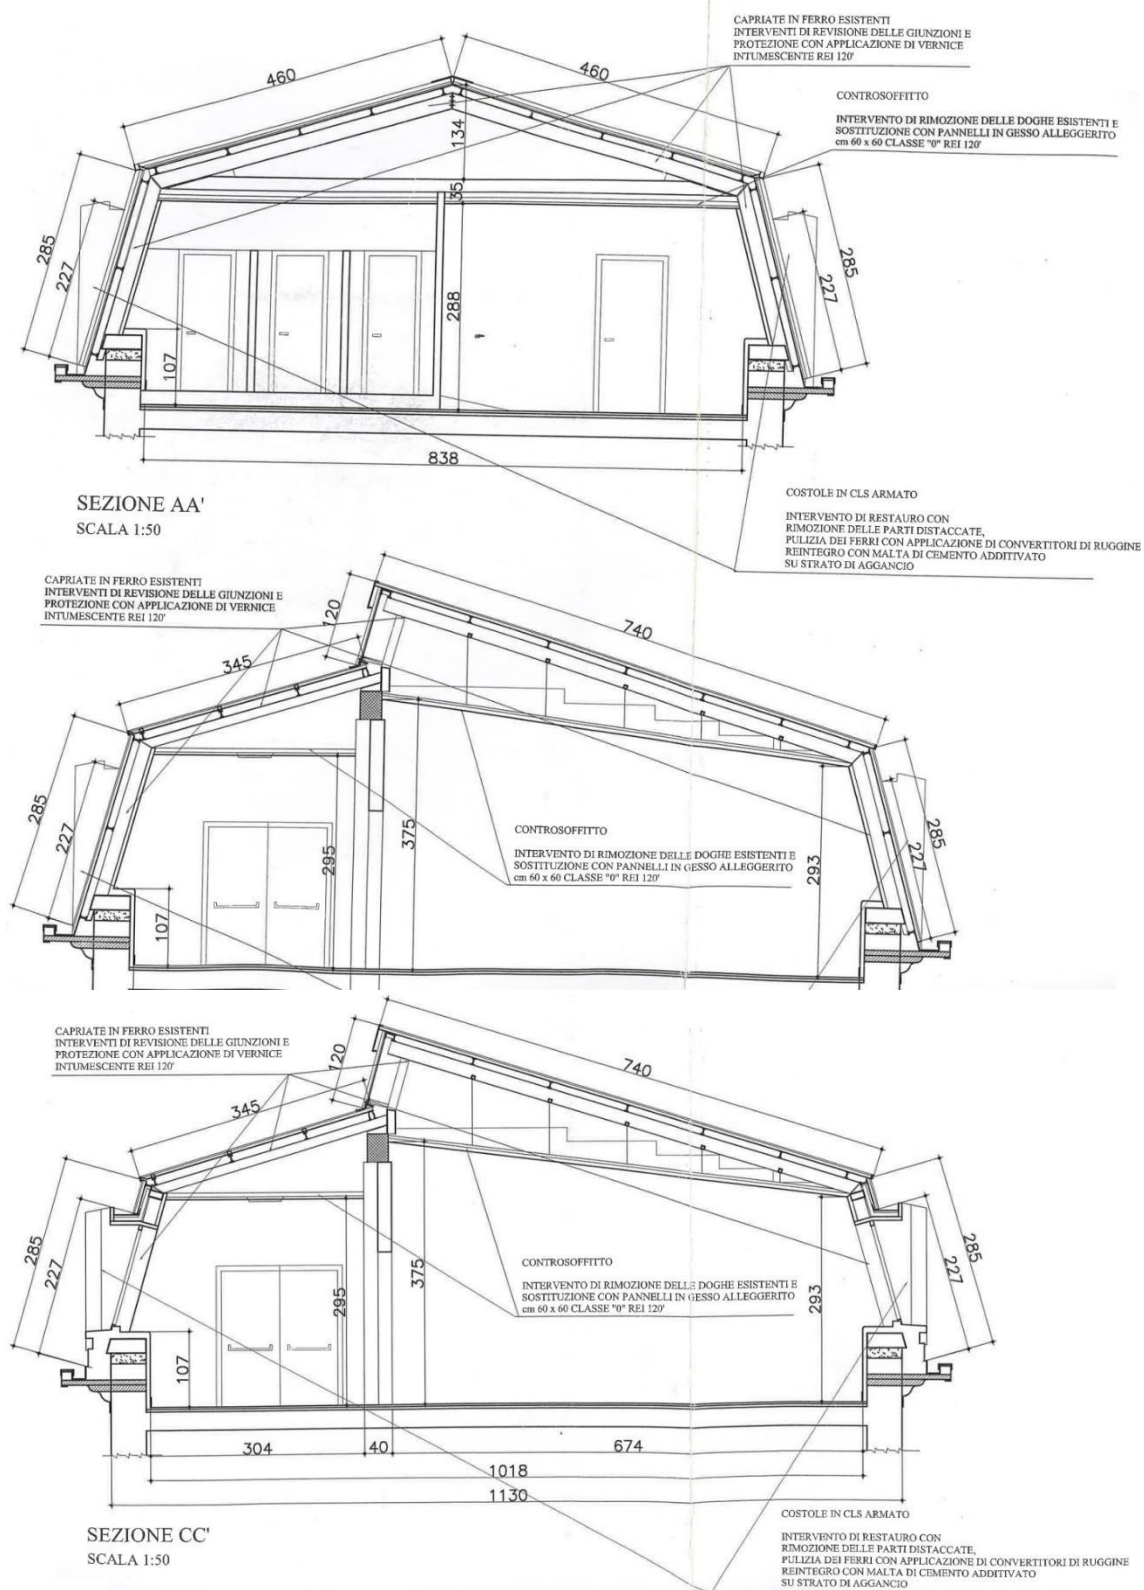 CAPRIATE IN FERRO ESISTENTI
INTERVENTI DI REVISIONE DELLE GIUNZIONI E
PROTEZIONE CON APPLICAZIONE DI VERNICE
INTUMESCENTE REI 120'
CONTROSOFFITTO
INTERVENTO DI RIMOZIONE DELLE DOGHE ESISTENTI E
SOSTITUZIONE CON PANNELLI IN GESSO ALLEGGERITO
cm 60 x 60 CLASSE "0" REI 120'
460
460
134
35
285
227
285
227
288
107
838
SEZIONE AA'
SCALA 1:50
COSTOLE IN CLS ARMATO
INTERVENTO DI RESTAURO CON
RIMOZIONE DELLE PARTI DISTACCATE,
PULIZIA DEI FERRI CON APPLICAZIONE DI CONVERTITORI DI RUGGINE
REINTEGRO CON MALTA DI CEMENTO ADDITIVATO
SU STRATO DI AGGANCIO
CAPRIATE IN FERRO ESISTENTI
INTERVENTI DI REVISIONE DELLE GIUNZIONI E
PROTEZIONE CON APPLICAZIONE DI VERNICE
INTUMESCENTE REI 120'
120
740
345
285
227
295
375
293
285
227
107
CONTROSOFFITTO
INTERVENTO DI RIMOZIONE DELLE DOGHE ESISTENTI E
SOSTITUZIONE CON PANNELLI IN GESSO ALLEGGERITO
cm 60 x 60 CLASSE "0" REI 120'
CAPRIATE IN FERRO ESISTENTI
INTERVENTI DI REVISIONE DELLE GIUNZIONI E
PROTEZIONE CON APPLICAZIONE DI VERNICE
INTUMESCENTE REI 120'
120
740
345
285
227
295
375
293
285
227
107
CONTROSOFFITTO
INTERVENTO DI RIMOZIONE DELLE DOGHE ESISTENTI E
SOSTITUZIONE CON PANNELLI IN GESSO ALLEGGERITO
cm 60 x 60 CLASSE "0" REI 120'
304
40
674
1018
1130
SEZIONE CC'
SCALA 1:50
COSTOLE IN CLS ARMATO
INTERVENTO DI RESTAURO CON
RIMOZIONE DELLE PARTI DISTACCATE,
PULIZIA DEI FERRI CON APPLICAZIONE DI CONVERTITORI DI RUGGINE
REINTEGRO CON MALTA DI CEMENTO ADDITIVATO
SU STRATO DI AGGANCIO